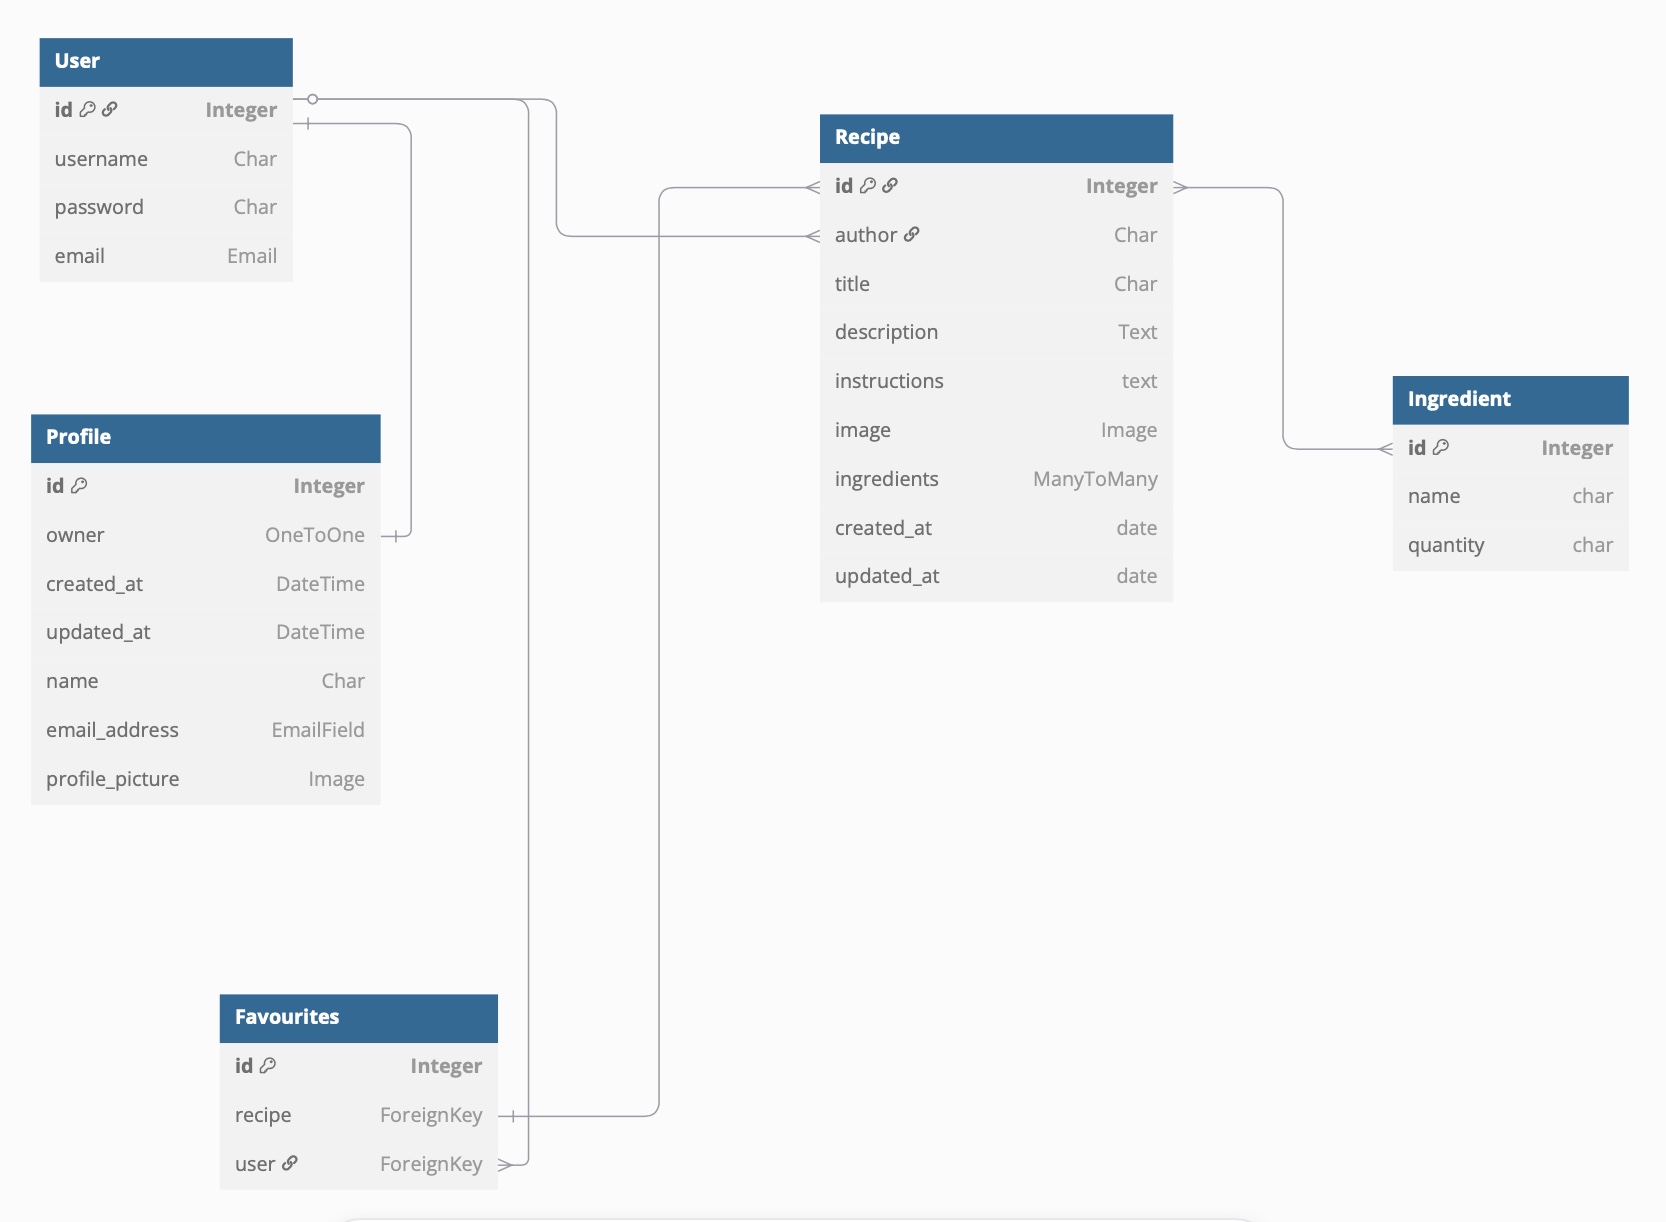 User
id Integer
username Char
password Char
email Email
Profile
id Integer
owner OneToOne
created_at DateTime
updated_at DateTime
name Char
email_address EmailField
profile_picture Image
Favourites
id Integer
recipe ForeignKey
user ForeignKey
Recipe
id Integer
author Char
title Char
description Text
instructions text
image Image
ingredients ManyToMany
created_at date
updated_at date
Ingredient
id Integer
name char
quantity char